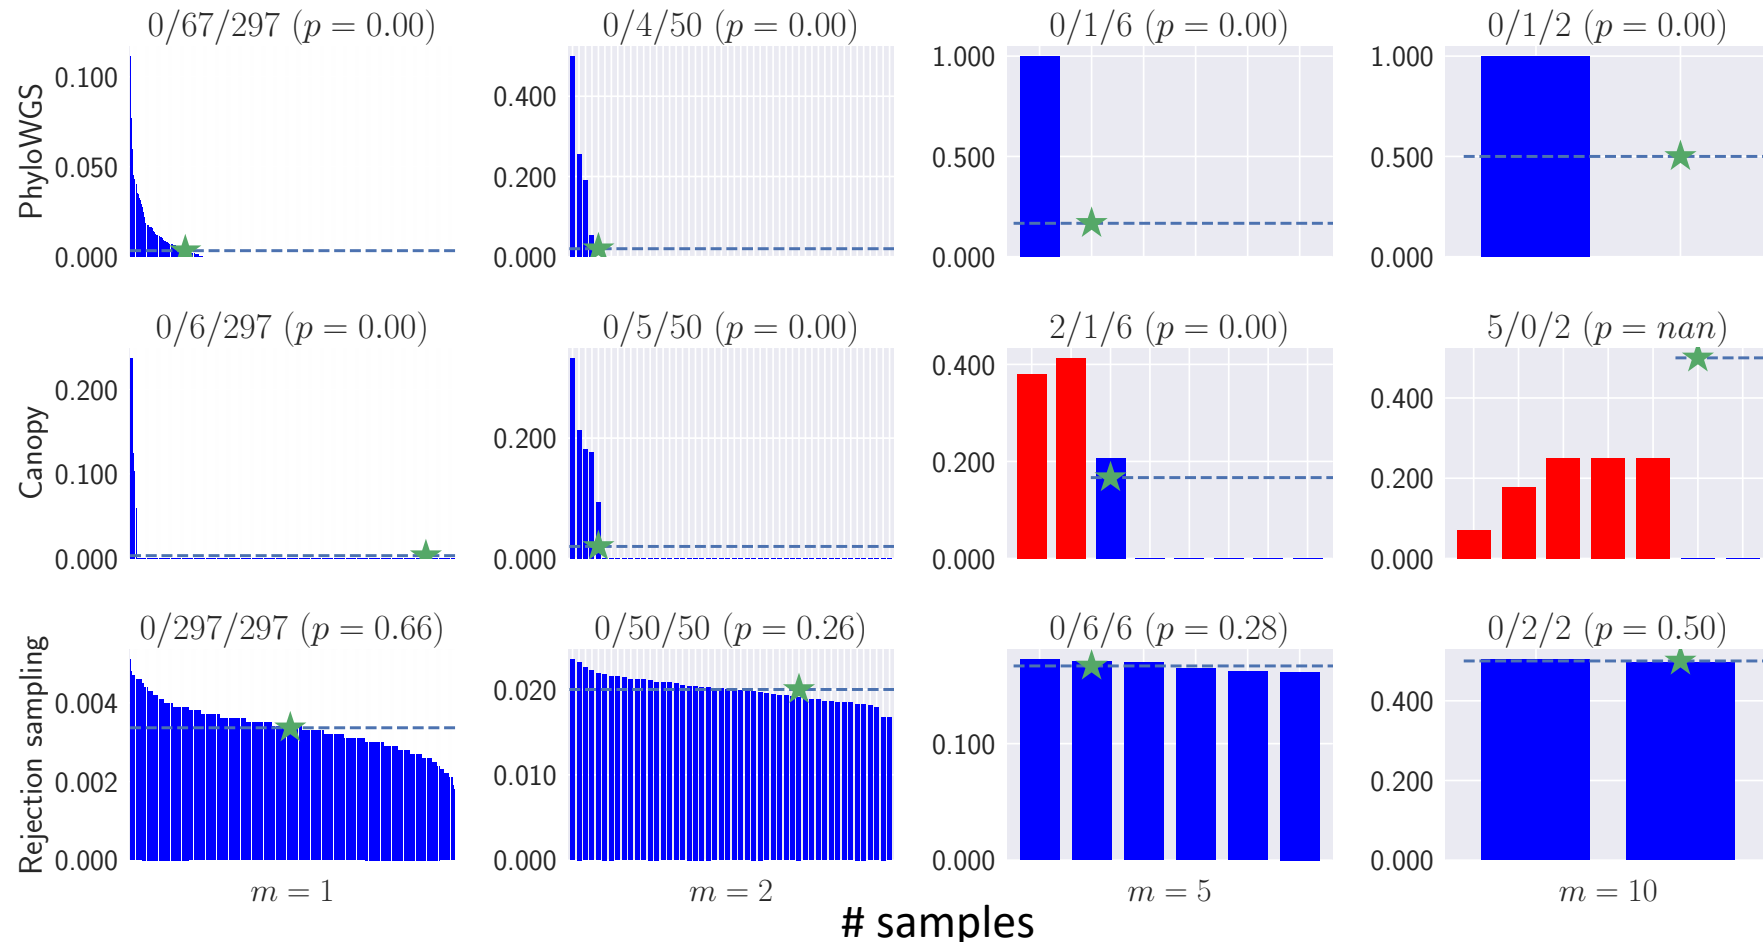 0/67/297 (p = 0.00)
0/4/50 (p = 0.00)
0/1/6 (p = 0.00)
0/1/2 (p = 0.00)
PhyloWGS
0.100
0.050
0.000
0.400
0.200
0.000
1.000
0.500
0.000
1.000
0.500
0.000
0/6/297 (p = 0.00)
0/5/50 (p = 0.00)
2/1/6 (p = 0.00)
5/0/2 (p = nan)
Canopy
0.200
0.100
0.000
0.200
0.000
0.400
0.200
0.000
0.400
0.200
0.000
0/297/297 (p = 0.66)
0/50/50 (p = 0.26)
0/6/6 (p = 0.28)
0/2/2 (p = 0.50)
Rejection sampling
0.004
0.002
0.000
0.020
0.010
0.000
0.100
0.000
0.400
0.200
0.000
m = 1
m = 2
m = 5
m = 10
# samples